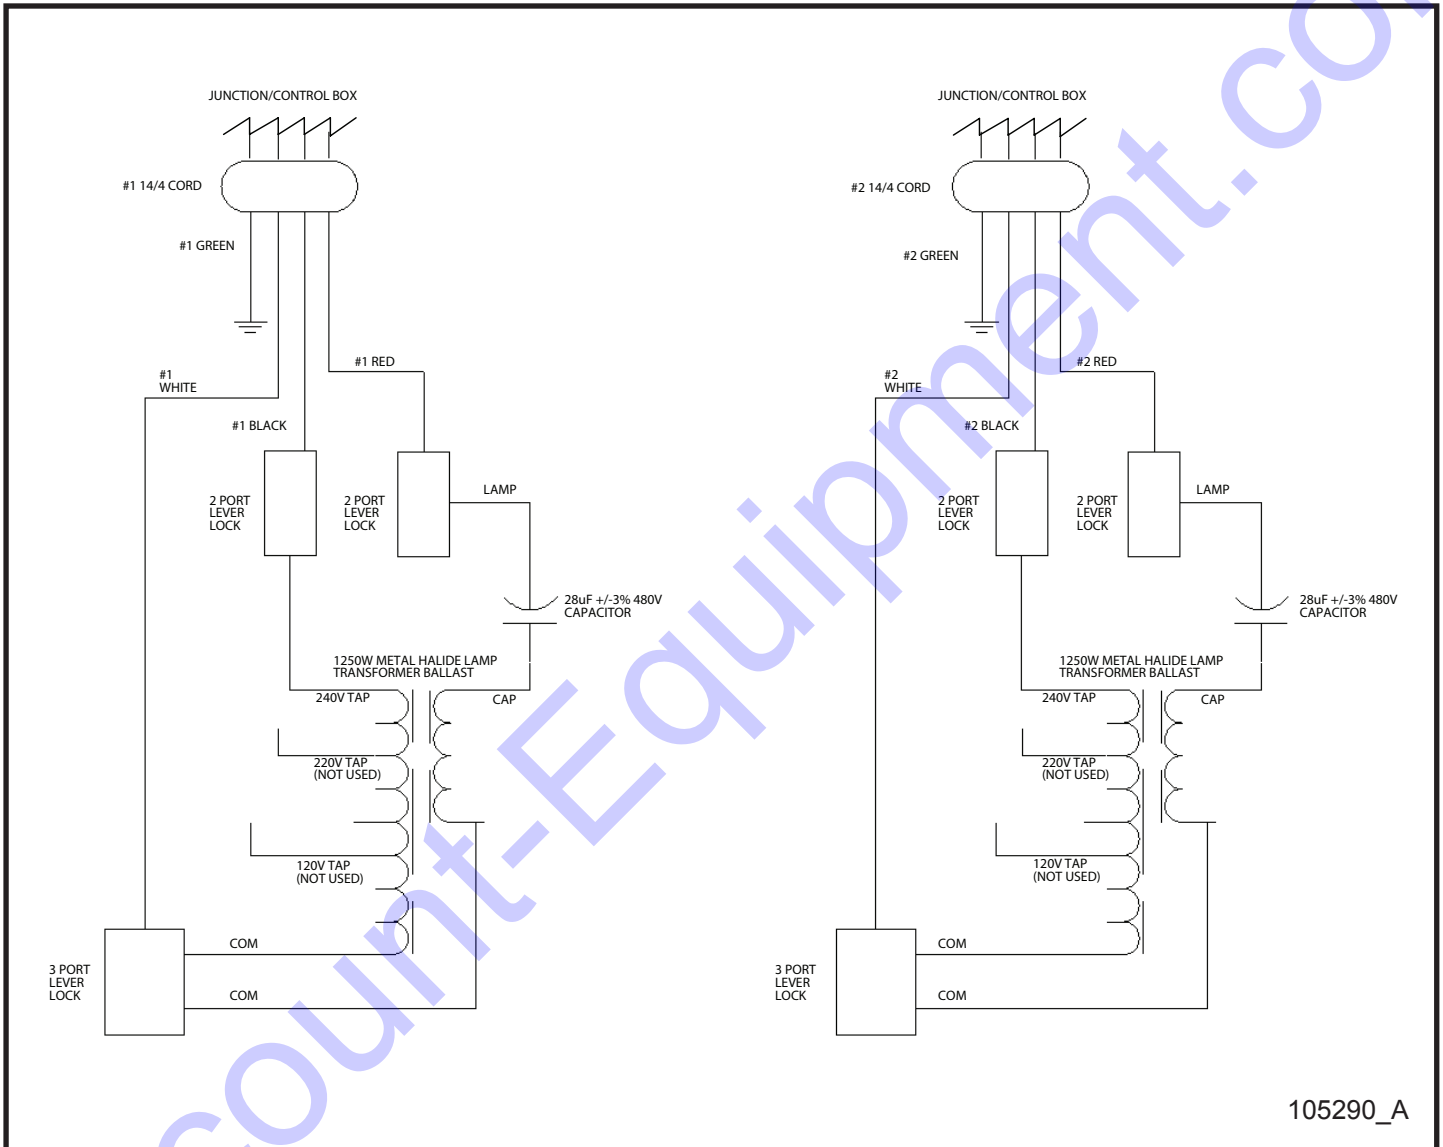 JUNCTION/CONTROL BOX
#1 14/4 CORD
#1 GREEN
#1 RED
#1
WHITE
#1 BLACK
2 PORT
LEVER
LOCK
2 PORT
LEVER
LOCK
LAMP
28uF +/-3% 480V
CAPACITOR
1250W METAL HALIDE LAMP
TRANSFORMER BALLAST
240V TAP
CAP
220V TAP
(NOT USED)
120V TAP
(NOT USED)
COM
3 PORT
LEVER
LOCK
COM
JUNCTION/CONTROL BOX
#2 14/4 CORD
#2 GREEN
#2 RED
#2
WHITE
#2 BLACK
2 PORT
LEVER
LOCK
2 PORT
LEVER
LOCK
LAMP
28uF +/-3% 480V
CAPACITOR
1250W METAL HALIDE LAMP
TRANSFORMER BALLAST
240V TAP
CAP
220V TAP
(NOT USED)
120V TAP
(NOT USED)
COM
3 PORT
LEVER
LOCK
COM
105290_A
count-Equipment.co